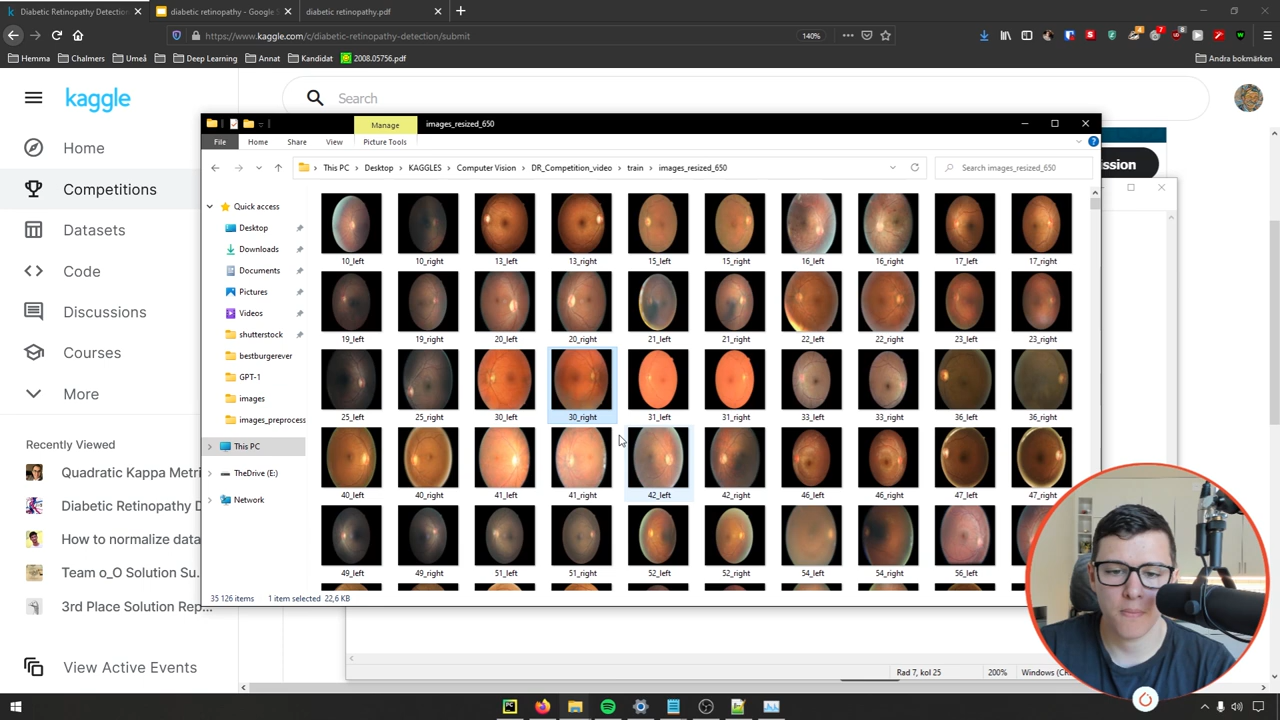 Diabetic Retinopathy Detection
diabetic retinopathy - Google S
diabetic retinopathy.pdf
https://www.kaggle.com/c/diabetic-retinopathy-detection/submit
140%
Hemma
Chalmers
Umeå
Deep Learning
Annat
Kandidat
2008.05756.pdf
Andra bokmärken
kaggle
Search
Home
Competitions
Datasets
Code
Discussions
Courses
More
Recently Viewed
Quadratic Kappa Metri
Diabetic Retinopathy D
How to normalize data
Team o_O Solution Su...
3rd Place Solution Rep...
View Active Events
ission
Manage
images_resized_650
File
Home
Share
View
Picture Tools
This PC > Desktop > KAGGLES > Computer Vision > DR_Competition_video > train > images_resized_650
Search images_resized_650
Quick access
Desktop
Downloads
Documents
Pictures
Videos
shutterstock
bestburgerever
GPT-1
images
images_preprocess
This PC
TheDrive (E:)
Network
10_left 10_right 13_left 13_right 15_left 15_right 16_left 16_right 17_left 17_right
19_left 19_right 20_left 20_right 21_left 21_right 22_left 22_right 23_left 23_right
25_left 25_right 30_left 30_right 31_left 31_right 33_left 33_right 36_left 36_right
40_left 40_right 41_left 41_right 42_left 42_right 46_left 46_right 47_left 47_right
49_left 49_right 51_left 51_right 52_left 52_right 54_left 54_right 56_left
35 126 items
1 item selected 22,6 KB
Rad 7, kol 25
200%
Windows (CR